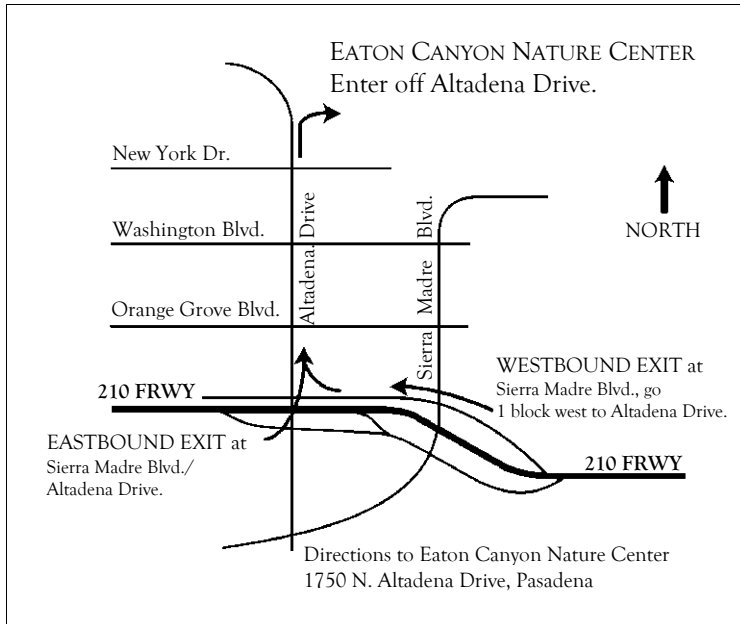 EATON CANYON NATURE CENTER
Enter off Altadena Drive.
New York Dr.
Washington Blvd.
Altadena. Drive
Sierra Madre Blvd.
NORTH
Orange Grove Blvd.
210 FRWY
WESTBOUND EXIT at
Sierra Madre Blvd., go
1 block west to Altadena Drive.
EASTBOUND EXIT at
Sierra Madre Blvd./
Altadena Drive.
210 FRWY
Directions to Eaton Canyon Nature Center
1750 N. Altadena Drive, Pasadena